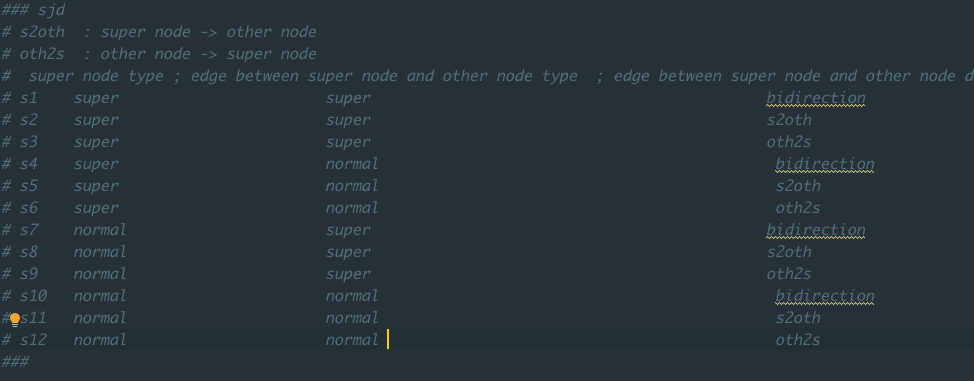 ### sjd
# s2oth : super node -> other node
# oth2s : other node -> super node
# super node type ; edge between super node and other node type ; edge between super node and other node d
# s1 super super bidirection
# s2 super super s2oth
# s3 super super oth2s
# s4 super normal bidirection
# s5 super normal s2oth
# s6 super normal oth2s
# s7 normal super bidirection
# s8 normal super s2oth
# s9 normal super oth2s
# s10 normal normal bidirection
# s11 normal normal s2oth
# s12 normal normal oth2s
###